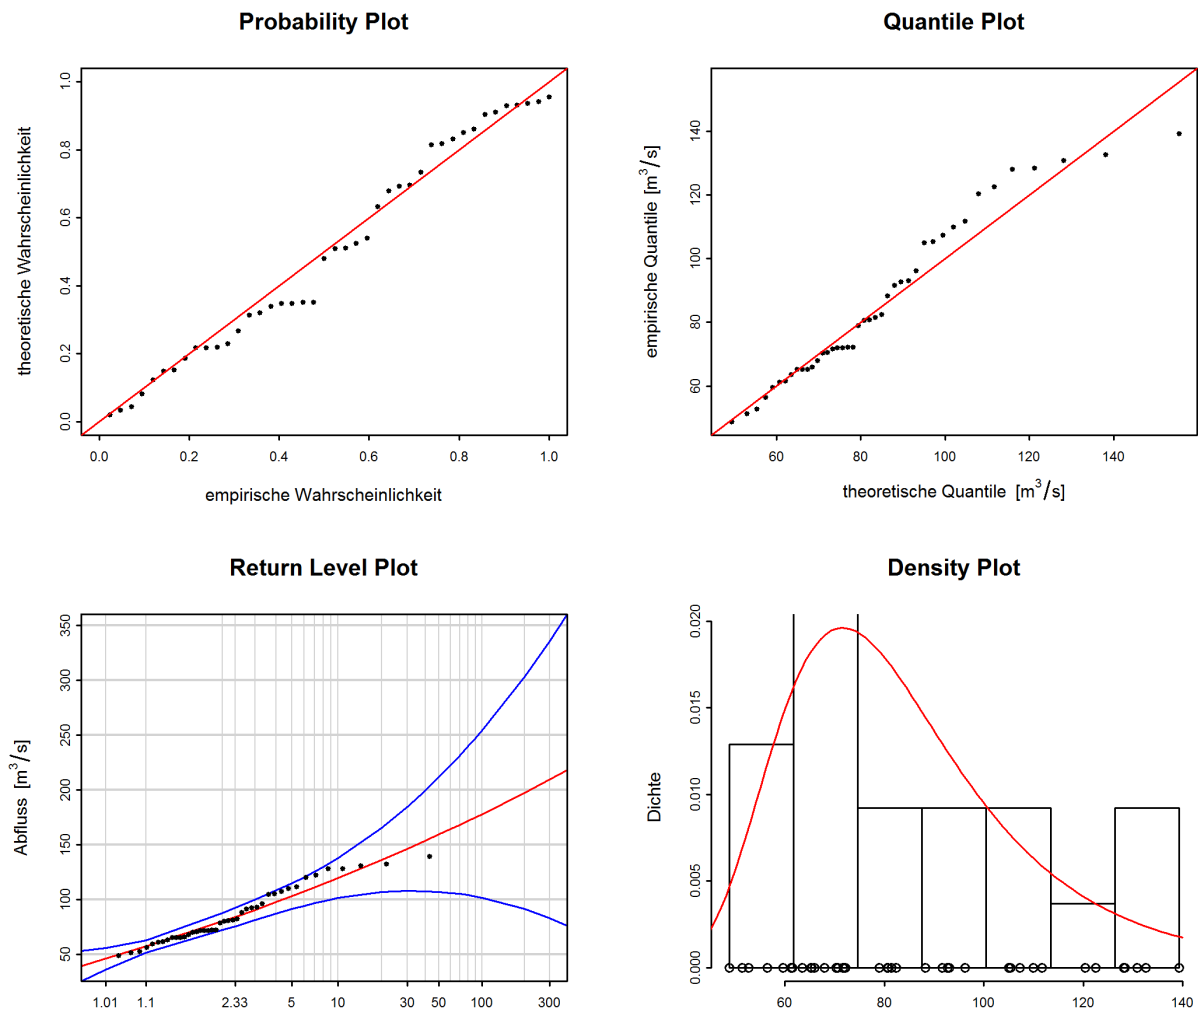 Probability Plot
theoretische Wahrscheinlichkeit
0.0 0.2 0.4 0.6 0.8 1.0
0.0 0.2 0.4 0.6 0.8 1.0
empirische Wahrscheinlichkeit
Quantile Plot
empirische Quantile [m³/s]
60 80 100 120 140
60 80 100 120 140
theoretische Quantile [m³/s]
Return Level Plot
Abfluss [m³/s]
50 100 150 200 250 300 350
1.01 1.1 2.33 5 10 30 50 100 300
Density Plot
Dichte
0.000 0.005 0.010 0.015 0.020
60 80 100 120 140